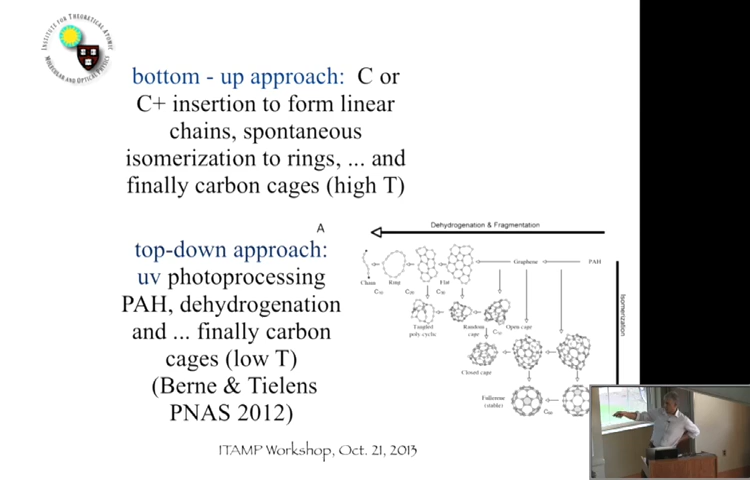 INSTITUTE FOR THEORETICAL ATOMIC
MOLECULAR AND OPTICAL PHYSICS
bottom - up approach: C or
C+ insertion to form linear
chains, spontaneous
isomerization to rings, ... and
finally carbon cages (high T)
A
Dehydrogenation & Fragmentation
top-down approach:
uv photoprocessing
PAH, dehydrogenation
and ... finally carbon
cages (low T)
(Berne & Tielens
PNAS 2012)
Graphene
PAH
Chain
Ring
Flat
Isomerization
Tangled
poly cyclic
Random
cage
Open cage
Closed cage
Fullerene
(stable)
C60
ITAMP Workshop, Oct. 21, 2013